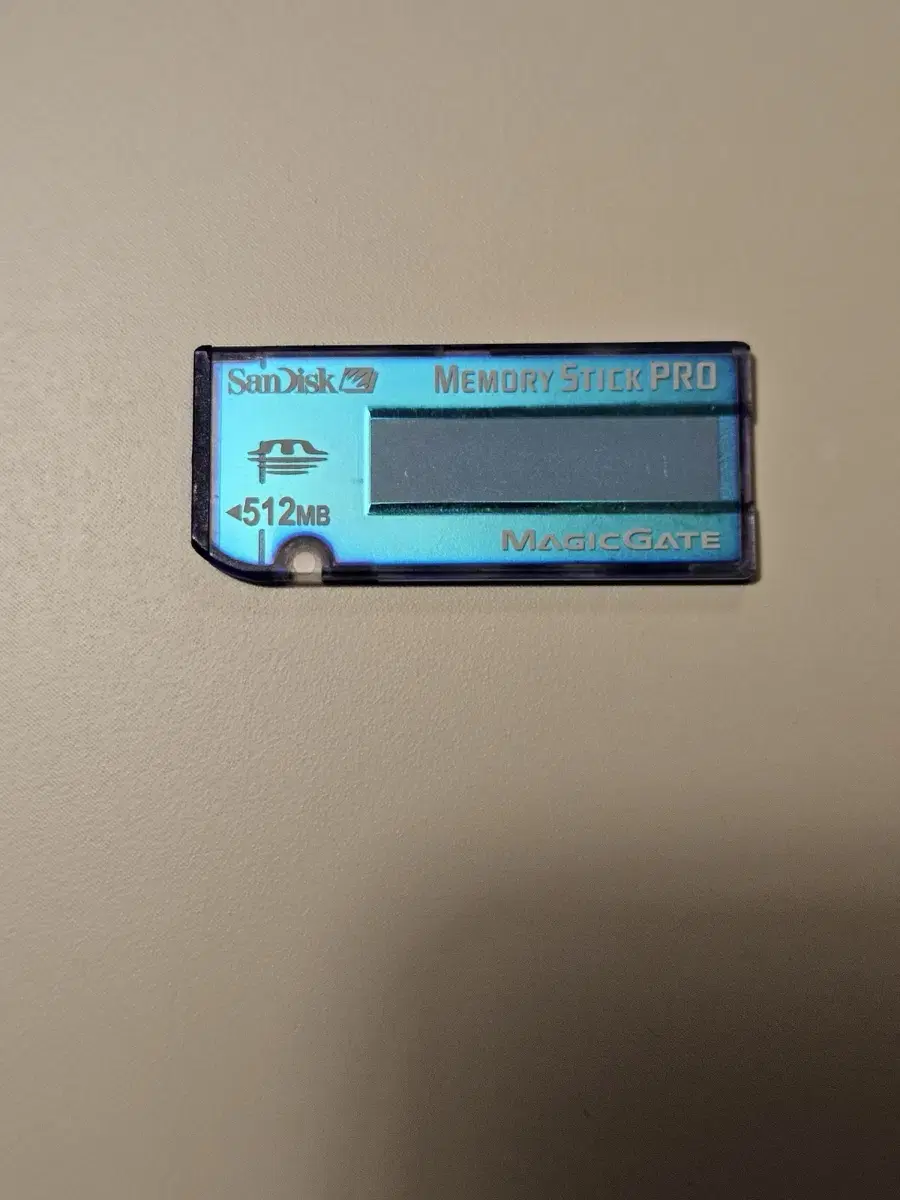 SanDisk
MEMORY STICK PRO
◀512MB
MAGICGATE